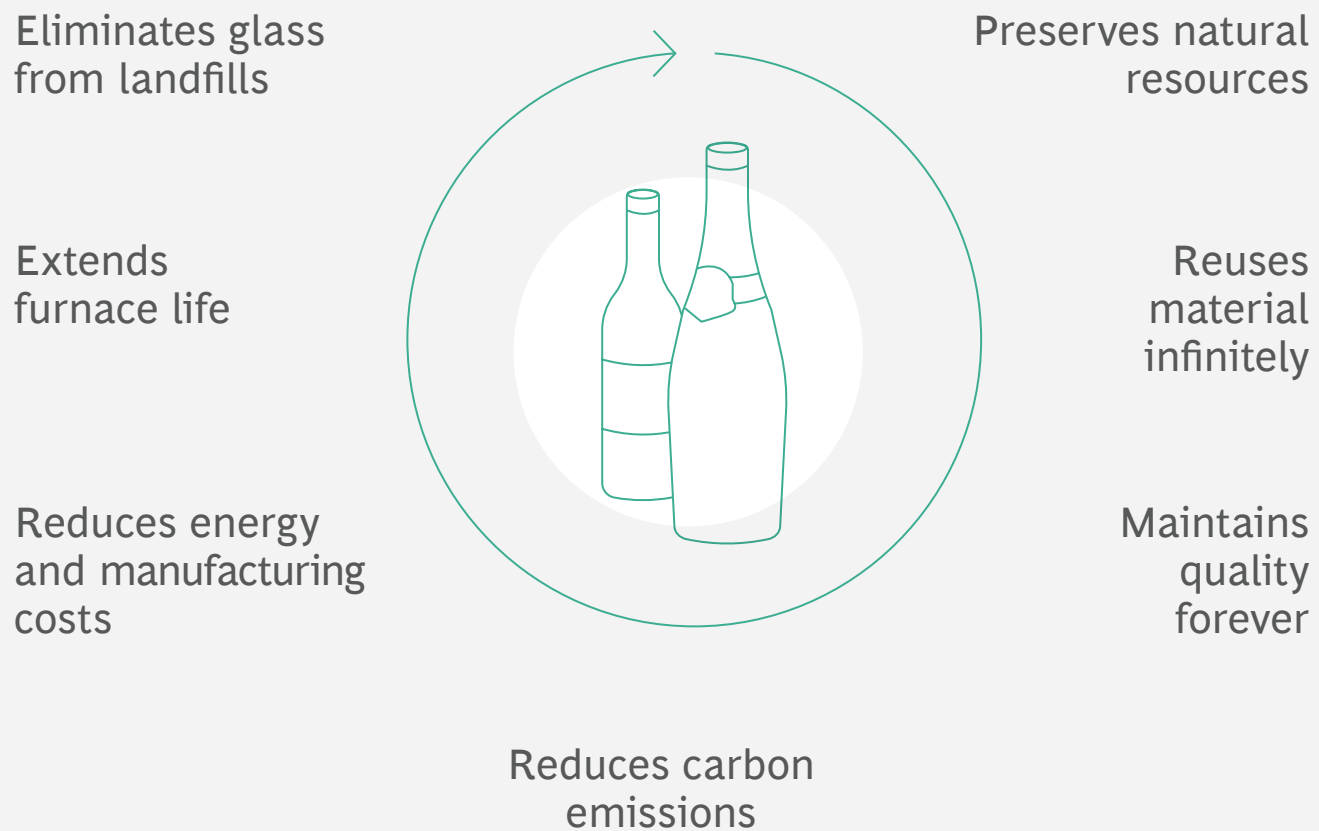 Eliminates glass
from landfills
Preserves natural
resources
Extends
furnace life
Reuses
material
infinitely
Reduces energy
and manufacturing
costs
Maintains
quality
forever
Reduces carbon
emissions